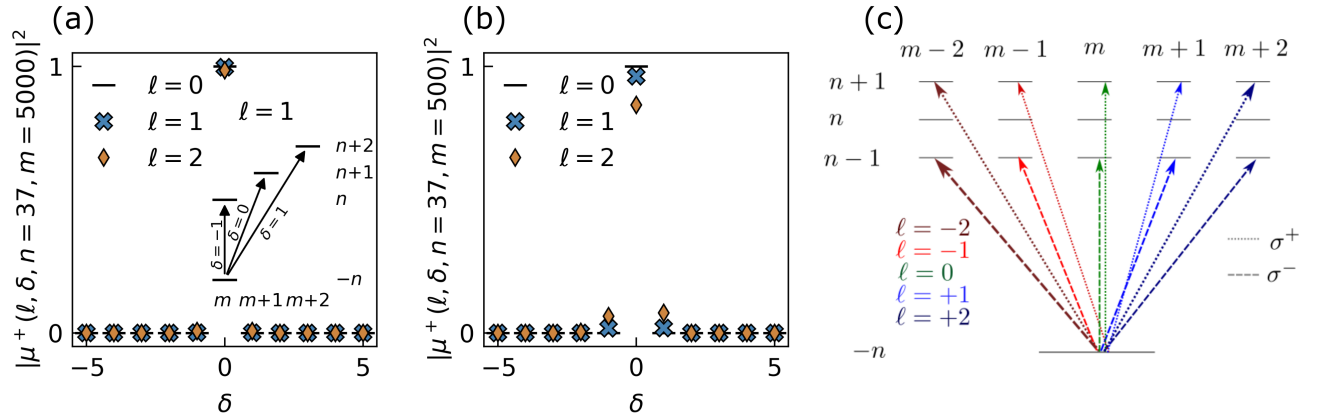 (a)
|μ⁺(ℓ, δ, n = 37, m = 5000)|²
1
0
ℓ = 0
ℓ = 1
ℓ = 2
ℓ = 1
n+2
n+1
n
−n
δ = −1
δ = 0
δ = 1
m m+1 m+2
−5 0 5
δ
(b)
|μ⁺(ℓ, δ, n = 37, m = 500)|²
1
0
ℓ = 0
ℓ = 1
ℓ = 2
−5 0 5
δ
(c)
m − 2 m − 1 m m + 1 m + 2
n + 1
n
n − 1
ℓ = −2
ℓ = −1
ℓ = 0
ℓ = +1
ℓ = +2
σ⁺
σ⁻
−n